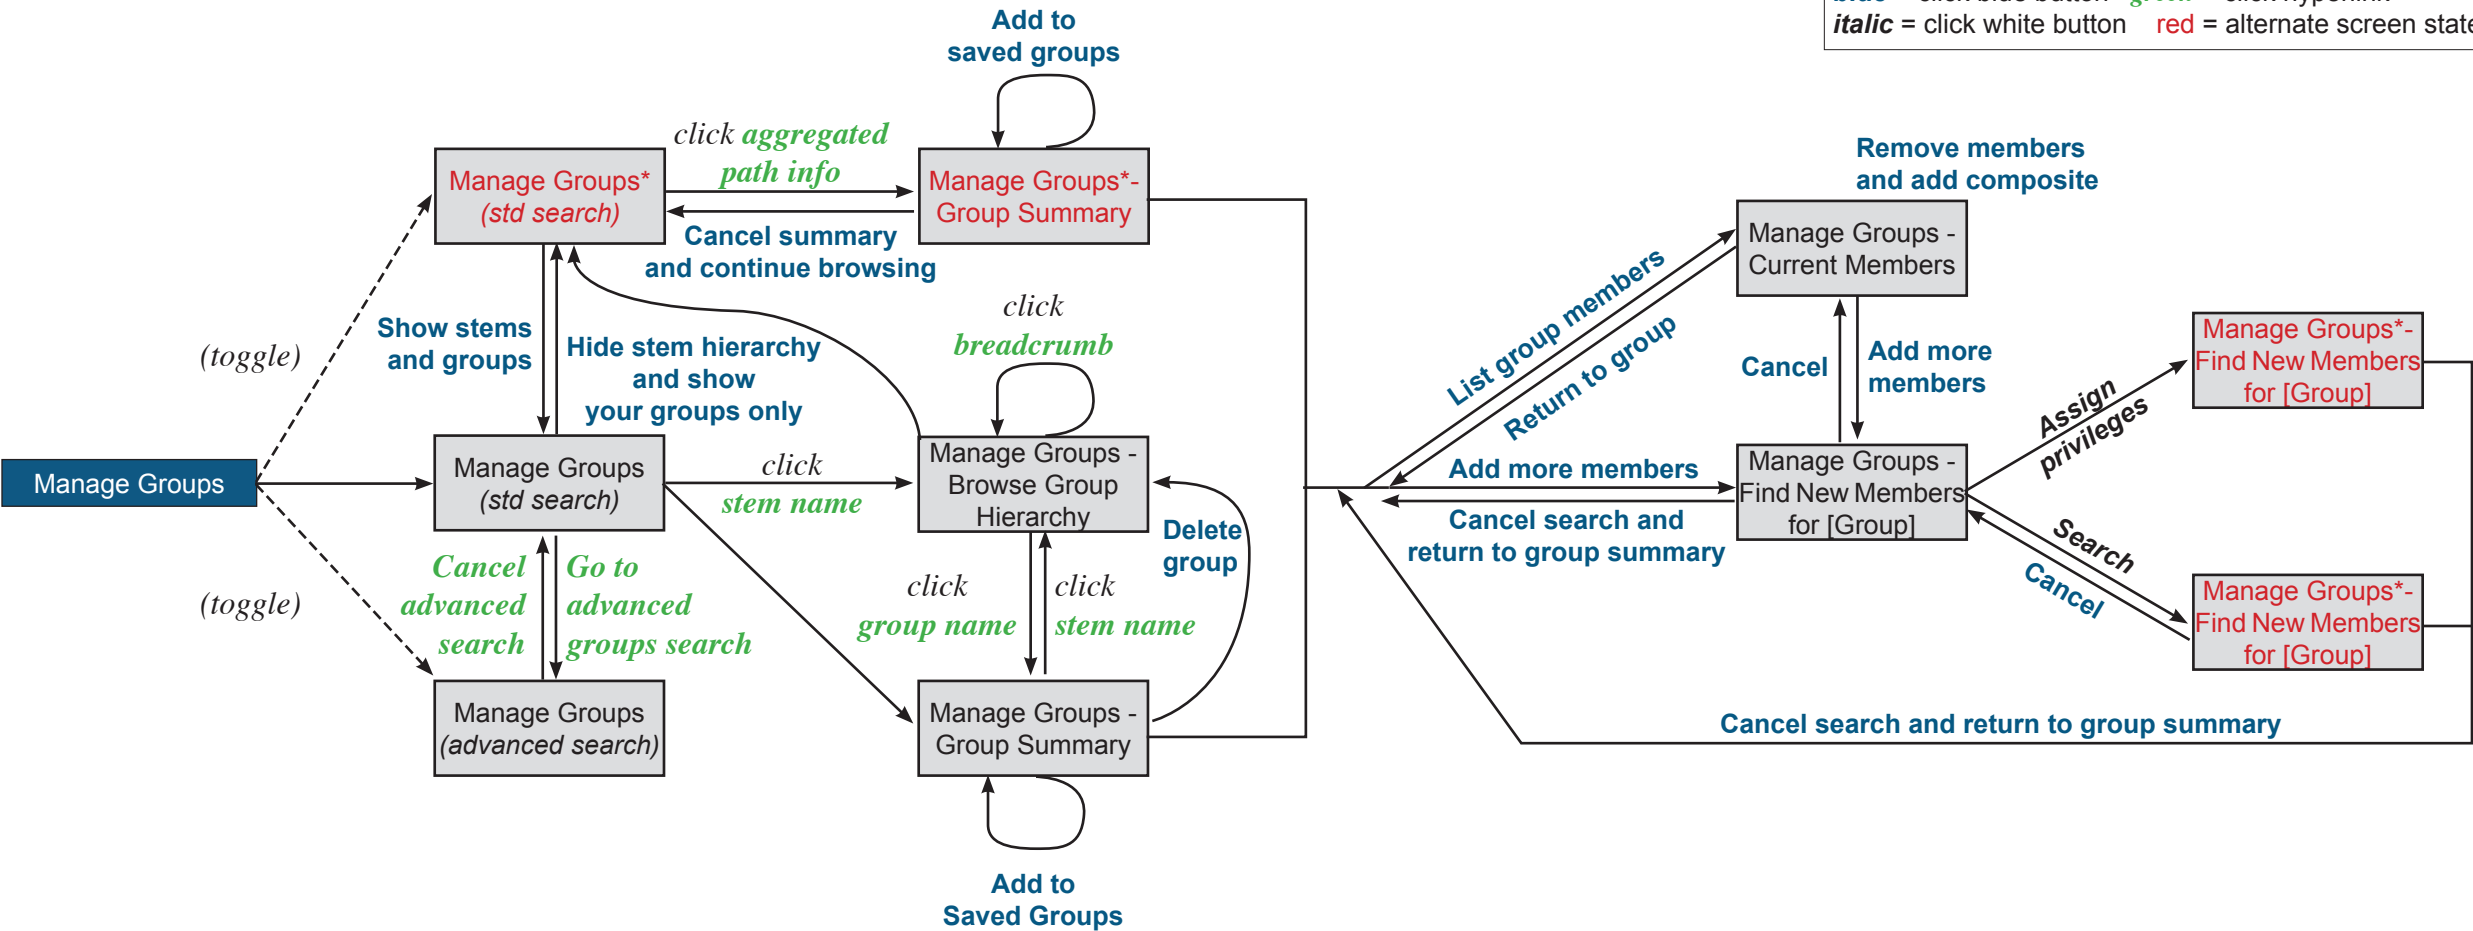 italic = click white button red = alternate screen state
Add to
saved groups
click aggregated
path info
Manage Groups*
(std search)
Manage Groups*-
Group Summary
Cancel summary
and continue browsing
Remove members
and add composite
Manage Groups -
Current Members
(toggle)
Show stems
and groups
Hide stem hierarchy
and show
your groups only
click
breadcrumb
List group members
Return to group
Cancel
Add more
members
Manage Groups*-
Find New Members
for [Group]
Assign
privileges
Manage Groups
Manage Groups
(std search)
click
stem name
Manage Groups -
Browse Group
Hierarchy
Add more members
Cancel search and
return to group summary
Manage Groups -
Find New Members
for [Group]
Search
Cancel
Manage Groups*-
Find New Members
for [Group]
(toggle)
Cancel
advanced
search
Go to
advanced
groups search
click
group name
click
stem name
Delete
group
Manage Groups
(advanced search)
Manage Groups -
Group Summary
Cancel search and return to group summary
Add to
Saved Groups